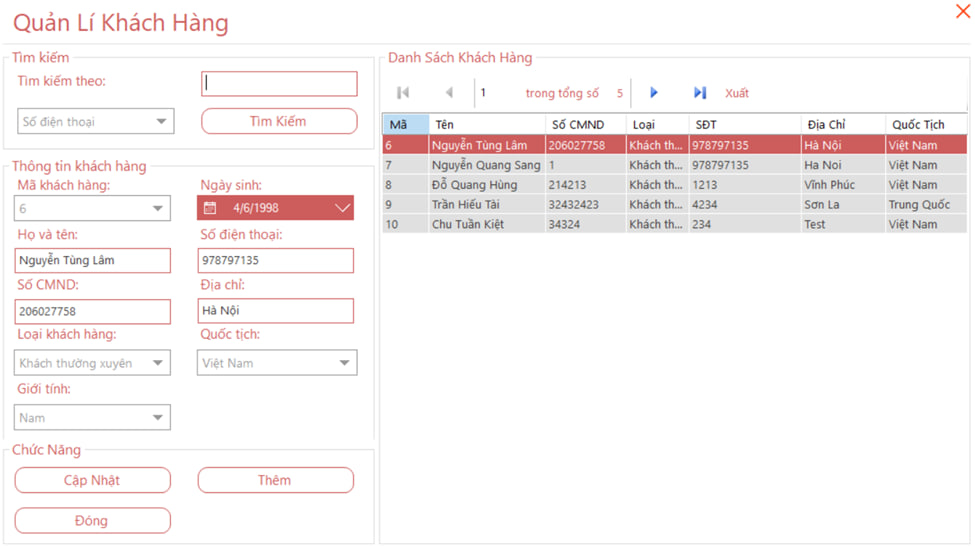 Quản Lí Khách Hàng
Tìm kiếm
Tìm kiếm theo:
Số điện thoại
Tìm Kiếm
Thông tin khách hàng
Mã khách hàng: Ngày sinh:
6 4/6/1998
Họ và tên: Số điện thoại:
Nguyễn Tùng Lâm 978797135
Số CMND: Địa chỉ:
206027758 Hà Nội
Loại khách hàng: Quốc tịch:
Khách thường xuyên Việt Nam
Giới tính:
Nam
Chức Năng
Cập Nhật Thêm
Đóng
Danh Sách Khách Hàng
1 trong tổng số 5 Xuất
Mã Tên Số CMND Loại SĐT Địa Chỉ Quốc Tịch
6 Nguyễn Tùng Lâm 206027758 Khách th... 978797135 Hà Nội Việt Nam
7 Nguyễn Quang Sang 1 Khách th... 978797135 Ha Noi Việt Nam
8 Đỗ Quang Hùng 214213 Khách th... 1213 Vĩnh Phúc Việt Nam
9 Trần Hiếu Tài 32432423 Khách th... 4234 Sơn La Trung Quốc
10 Chu Tuấn Kiệt 34324 Khách th... 234 Test Việt Nam